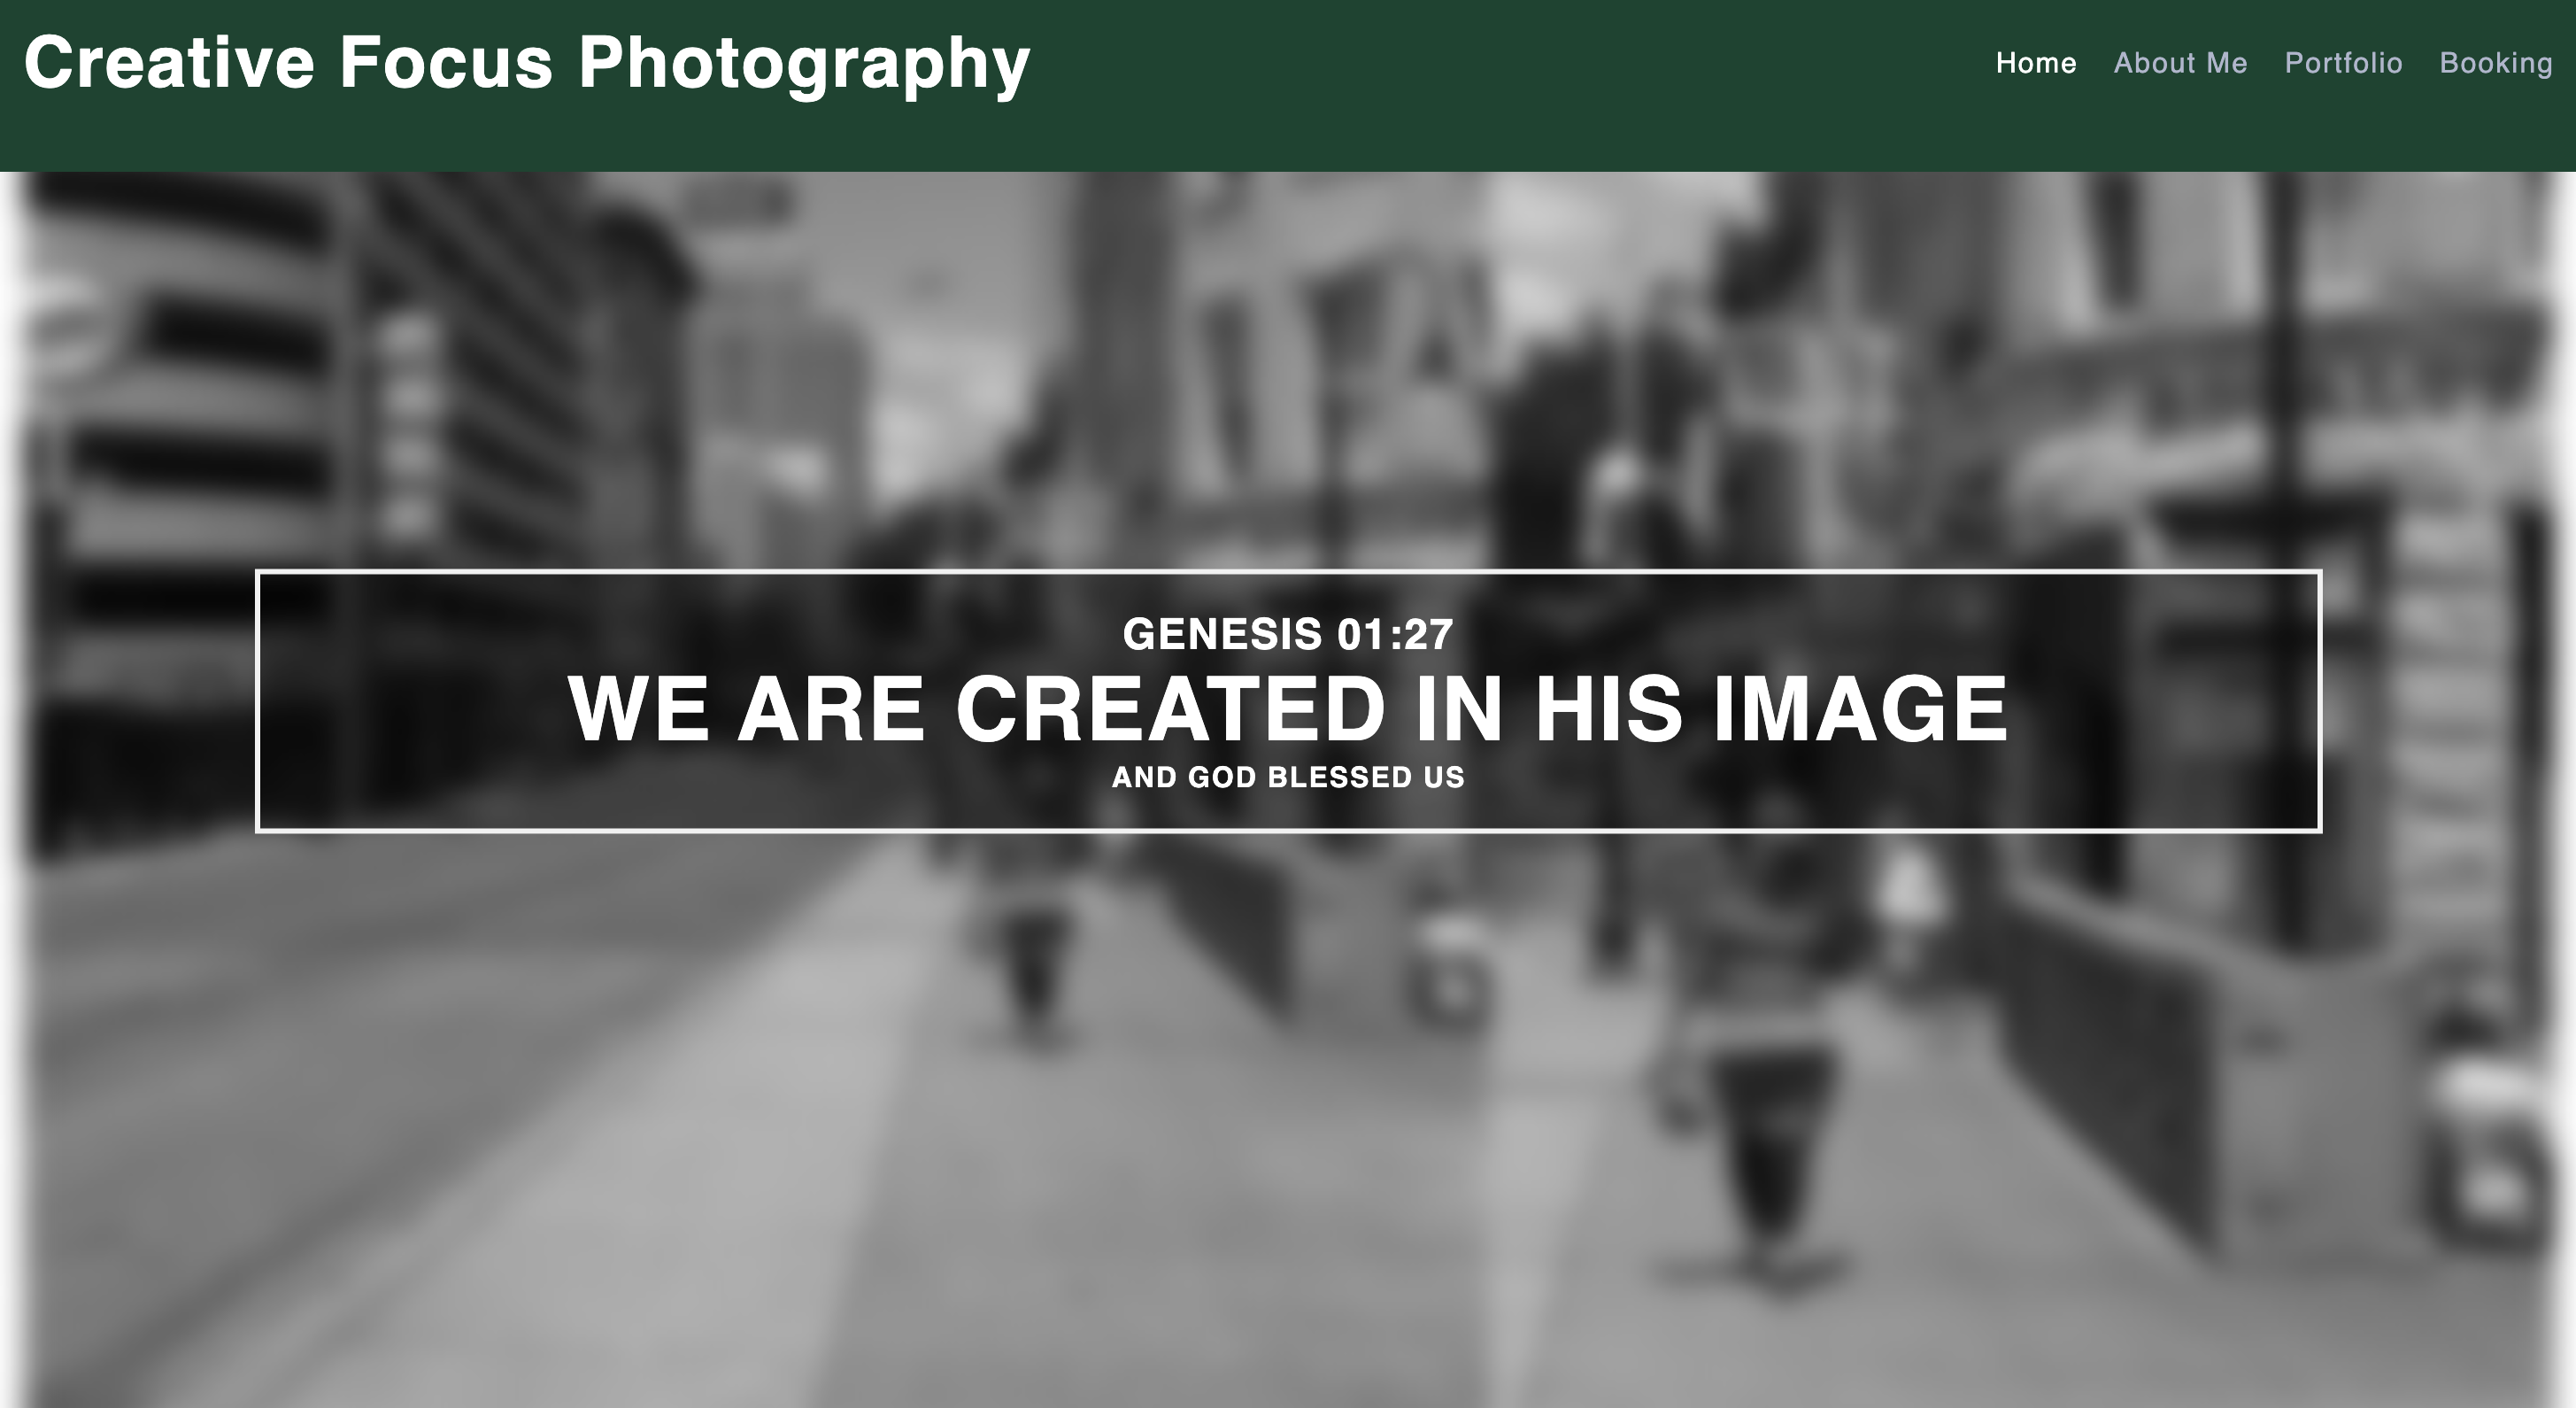 Creative Focus Photography
Home About Me Portfolio Booking
GENESIS 01:27
WE ARE CREATED IN HIS IMAGE
AND GOD BLESSED US